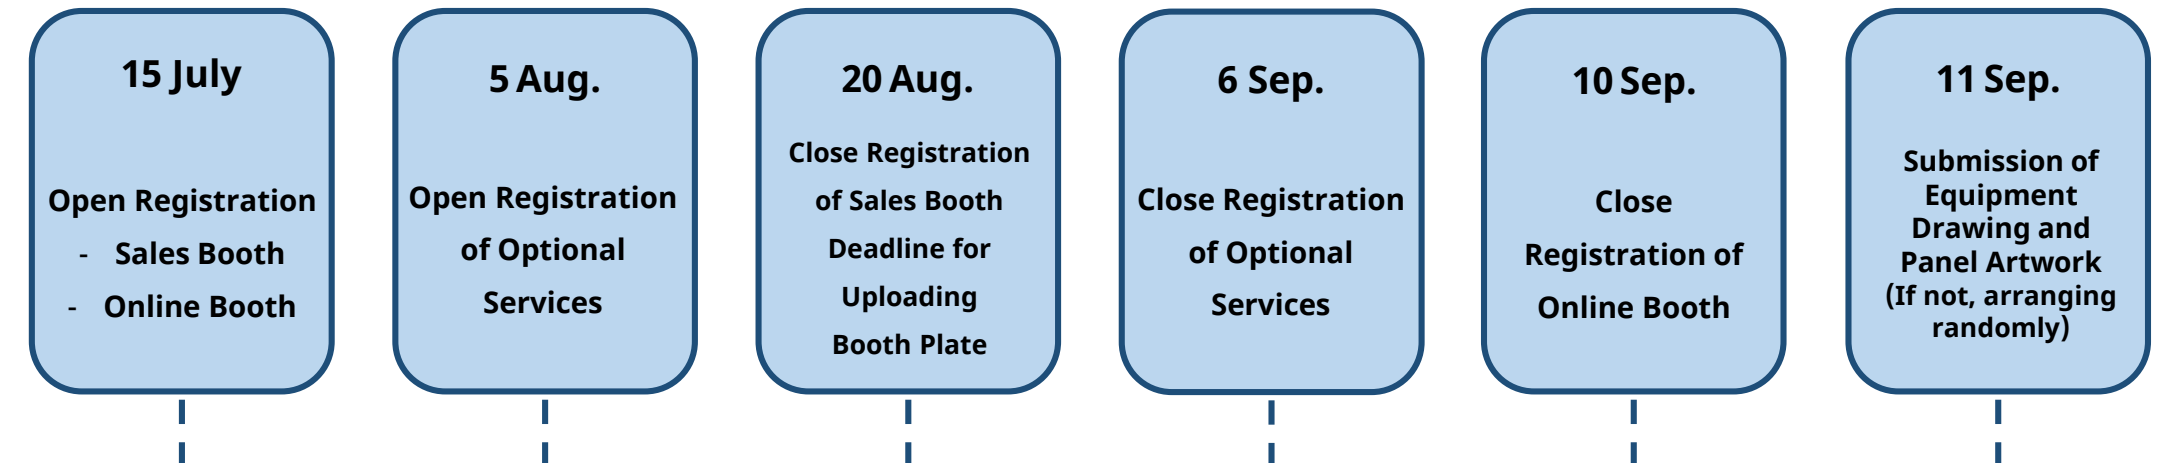 15 July
Open Registration
- Sales Booth
- Online Booth
5 Aug.
Open Registration
of Optional
Services
20 Aug.
Close Registration
of Sales Booth
Deadline for
Uploading
Booth Plate
6 Sep.
Close Registration
of Optional
Services
10 Sep.
Close
Registration of
Online Booth
11 Sep.
Submission of
Equipment
Drawing and
Panel Artwork
(If not, arranging
randomly)